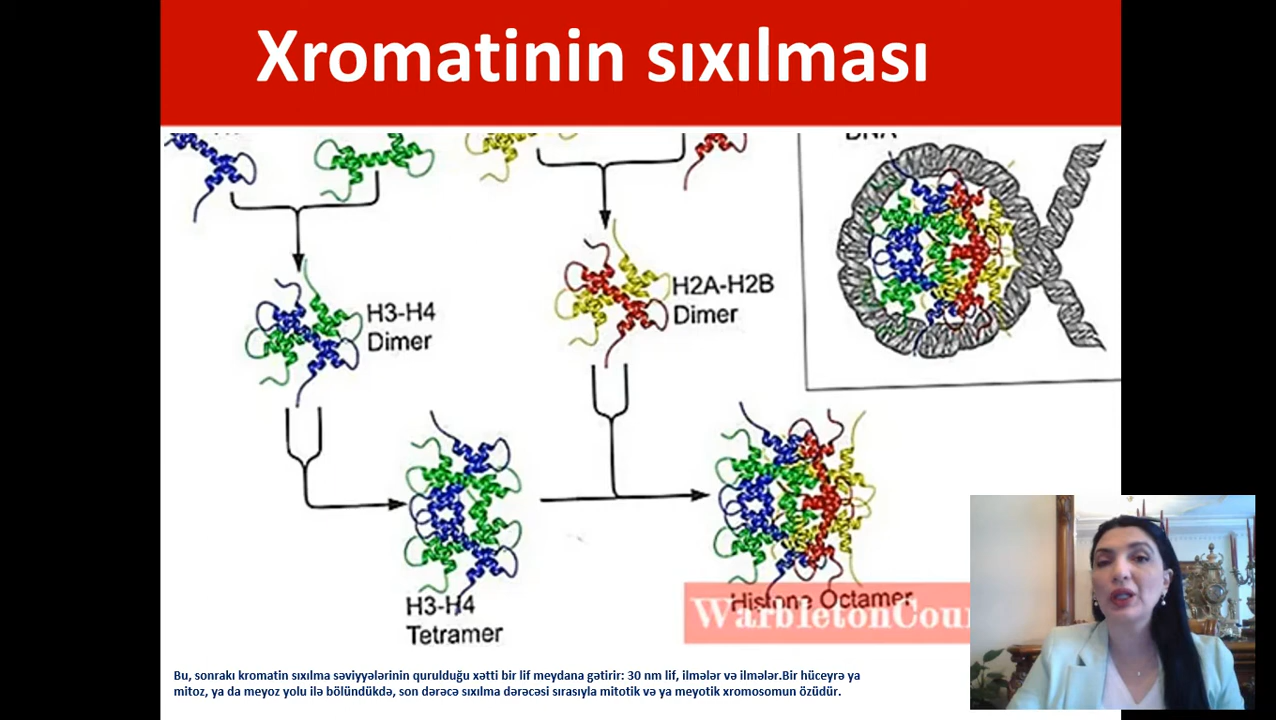 Xromatinin sıxılması
DNA
H3-H4
Dimer
H2A-H2B
Dimer
H3-H4
Tetramer
Histone Octamer
WarbletonCou
Bu, sonrakı kromatin sıxılma səviyyələrinin qurulduğu xətti bir lif meydana gətirir: 30 nm lif, ilmələr və ilmələr.Bir hüceyrə ya
mitoz, ya da meyoz yolu ilə bölündükdə, son dərəcə sıxılma dərəcəsi sırasıyla mitotik və ya meyotik xromosomun özüdür.